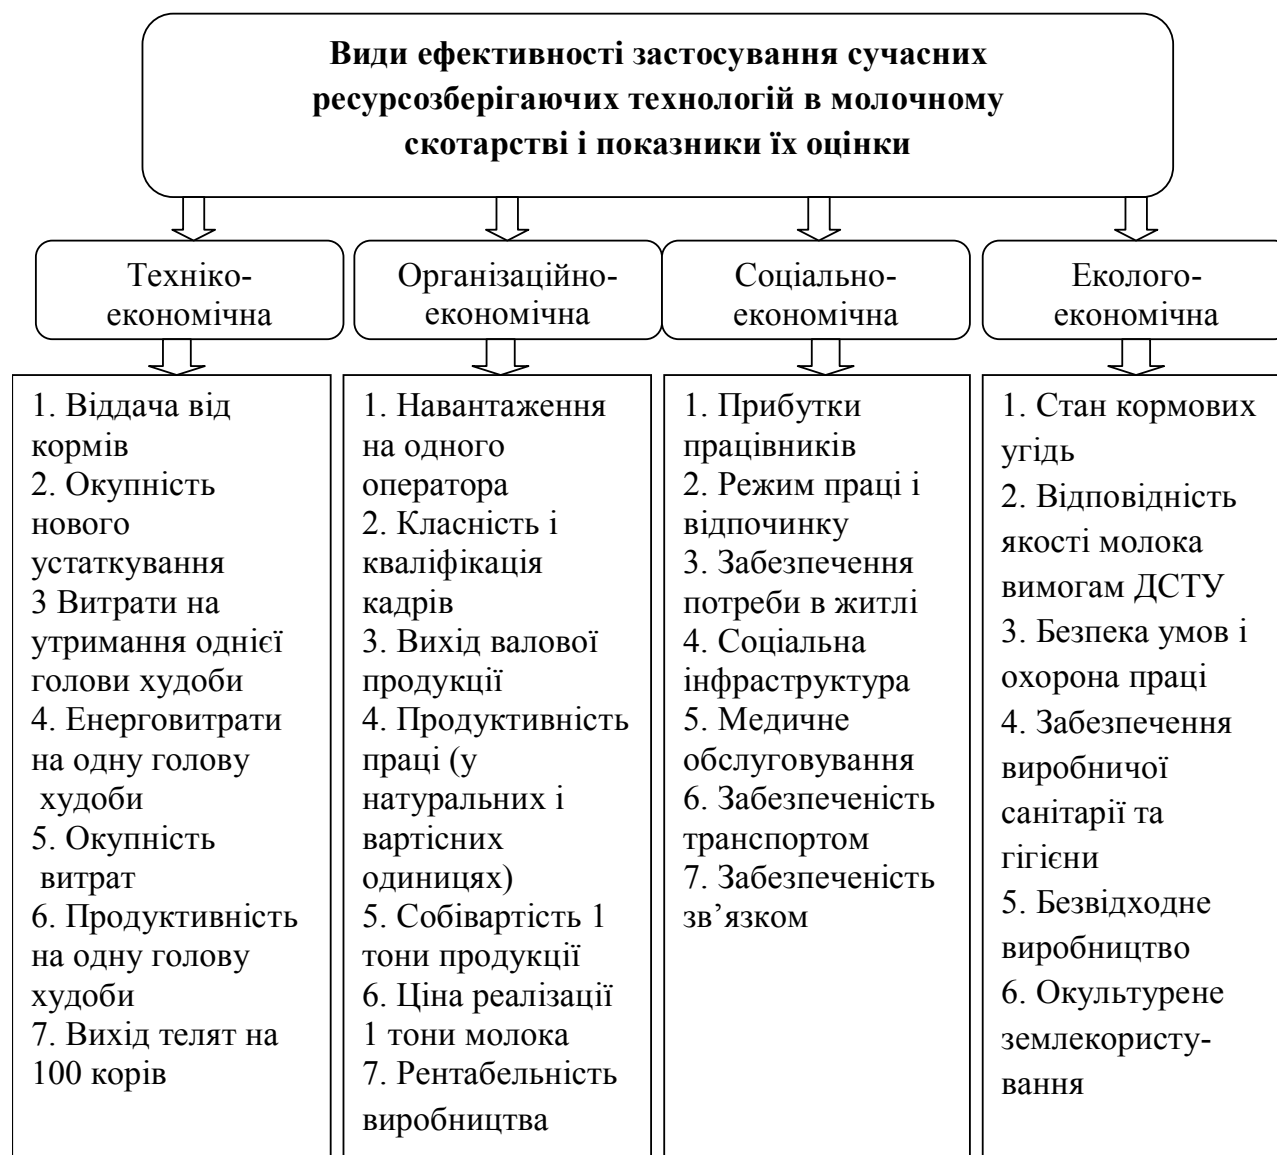 Види ефективності застосування сучасних
ресурсозберігаючих технологій в молочному
скотарстві і показники їх оцінки
Техніко-
економічна
Організаційно-
економічна
Соціально-
економічна
Еколого-
економічна
1. Віддача від
кормів
2. Окупність
нового
устаткування
3 Витрати на
утримання однієї
голови худоби
4. Енерговитрати
на одну голову
худоби
5. Окупність
витрат
6. Продуктивність
на одну голову
худоби
7. Вихід телят на
100 корів
1. Навантаження
на одного
оператора
2. Класність і
кваліфікація
кадрів
3. Вихід валової
продукції
4. Продуктивність
праці (у
натуральних і
вартісних
одиницях)
5. Собівартість 1
тони продукції
6. Ціна реалізації
1 тони молока
7. Рентабельність
виробництва
1. Прибутки
працівників
2. Режим праці і
відпочинку
3. Забезпечення
потреби в житлі
4. Соціальна
інфраструктура
5. Медичне
обслуговування
6. Забезпеченість
транспортом
7. Забезпеченість
зв’язком
1. Стан кормових
угідь
2. Відповідність
якості молока
вимогам ДСТУ
3. Безпека умов і
охорона праці
4. Забезпечення
виробничої
санітарії та
гігієни
5. Безвідходне
виробництво
6. Окультурене
землекористу-
вання